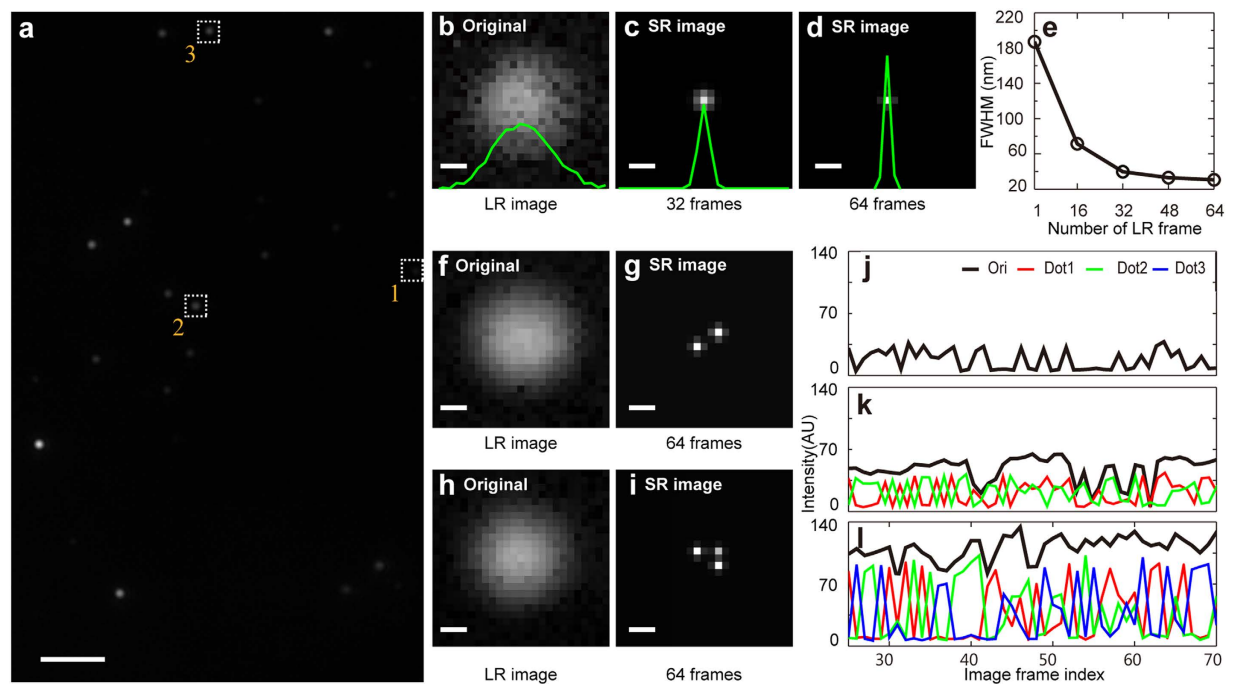 a
3
1
2
b Original
LR image
c SR image
32 frames
d SR image
64 frames
e
FWHM (nm)
220
180
140
100
60
20
1 16 32 48 64
Number of LR frame
f Original
LR image
g SR image
64 frames
h Original
LR image
i SR image
64 frames
Intensity(AU)
j
Ori Dot1 Dot2 Dot3
140
70
0
k
140
70
0
l
140
70
0
30 40 50 60 70
Image frame index